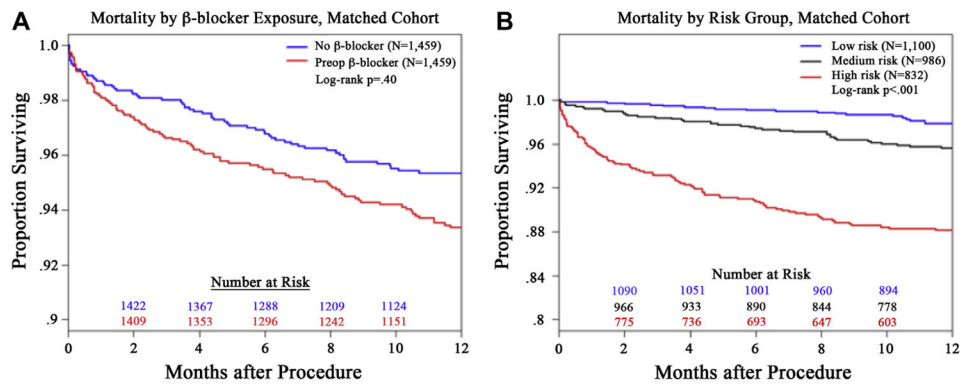 A
Mortality by β-blocker Exposure, Matched Cohort
No β-blocker (N=1,459)
Preop β-blocker (N=1,459)
Log-rank p=.40
Proportion Surviving
1.0
.98
.96
.94
.92
.9
Number at Risk
1422 1367 1288 1209 1124
1409 1353 1296 1242 1151
0 2 4 6 8 10 12
Months after Procedure
B
Mortality by Risk Group, Matched Cohort
Low risk (N=1,100)
Medium risk (N=986)
High risk (N=832)
Log-rank p<.001
Proportion Surviving
1.0
.96
.92
.88
.84
.8
Number at Risk
1090 1051 1001 960 894
966 933 890 844 778
775 736 693 647 603
0 2 4 6 8 10 12
Months after Procedure